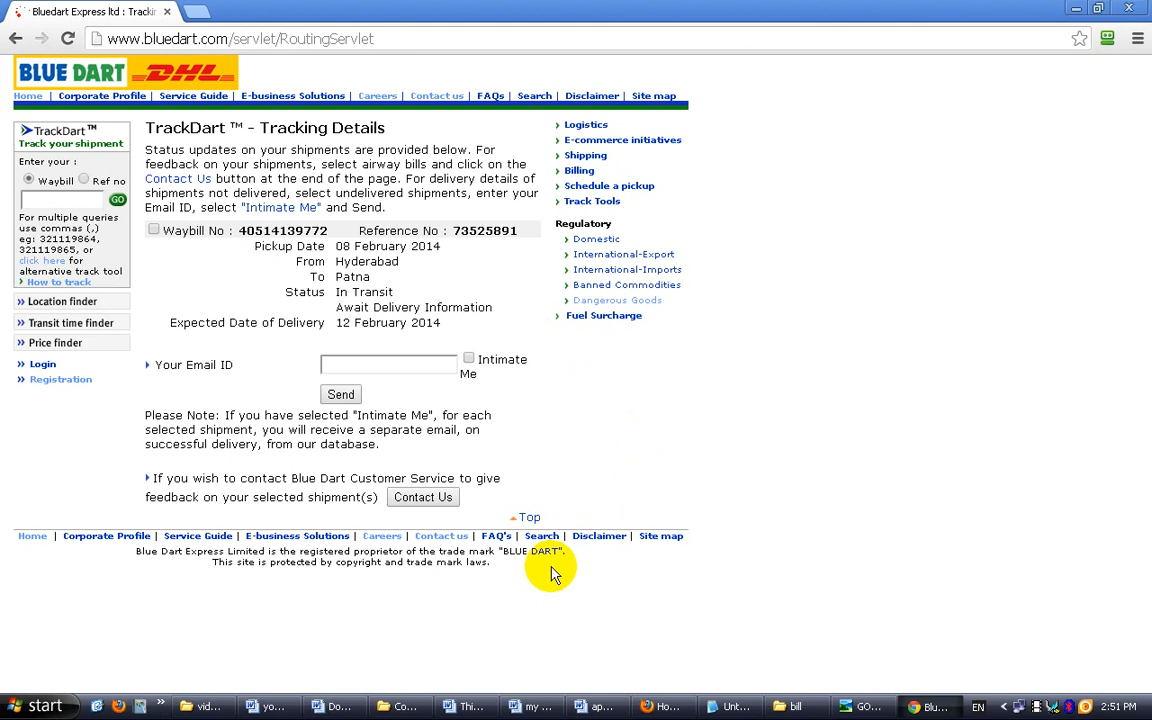 Bluedart Express ltd : Trackin
www.bluedart.com/servlet/RoutingServlet
BLUE DART DHL
Home | Corporate Profile | Service Guide | E-business Solutions | Careers | Contact us | FAQs | Search | Disclaimer | Site map
TrackDart™
Track your shipment
Enter your :
Waybill Ref no
GO
For multiple queries
use commas (,)
eg: 321119864,
321119865, or
click here for
alternative track tool
› How to track
» Location finder
» Transit time finder
» Price finder
» Login
» Registration
TrackDart ™ - Tracking Details
Status updates on your shipments are provided below. For
feedback on your shipments, select airway bills and click on the
Contact Us button at the end of the page. For delivery details of
shipments not delivered, select undelivered shipments, enter your
Email ID, select "Intimate Me" and Send.
Waybill No : 40514139772 Reference No : 73525891
Pickup Date 08 February 2014
From Hyderabad
To Patna
Status In Transit
Await Delivery Information
Expected Date of Delivery 12 February 2014
Your Email ID Intimate
Me
Send
Please Note: If you have selected "Intimate Me", for each
selected shipment, you will receive a separate email, on
successful delivery, from our database.
If you wish to contact Blue Dart Customer Service to give
feedback on your selected shipment(s) Contact Us
Top
› Logistics
› E-commerce initiatives
› Shipping
› Billing
› Schedule a pickup
› Track Tools
Regulatory
› Domestic
› International-Export
› International-Imports
› Banned Commodities
› Dangerous Goods
› Fuel Surcharge
Home | Corporate Profile | Service Guide | E-business Solutions | Careers | Contact us | FAQ's | Search | Disclaimer | Site map
Blue Dart Express Limited is the registered proprietor of the trade mark "BLUE DART".
This site is protected by copyright and trade mark laws.
start » vid... yo... Do... Co... Thi... my ... ap... Ho... Unt... bill GO... Blu... EN 2:51 PM